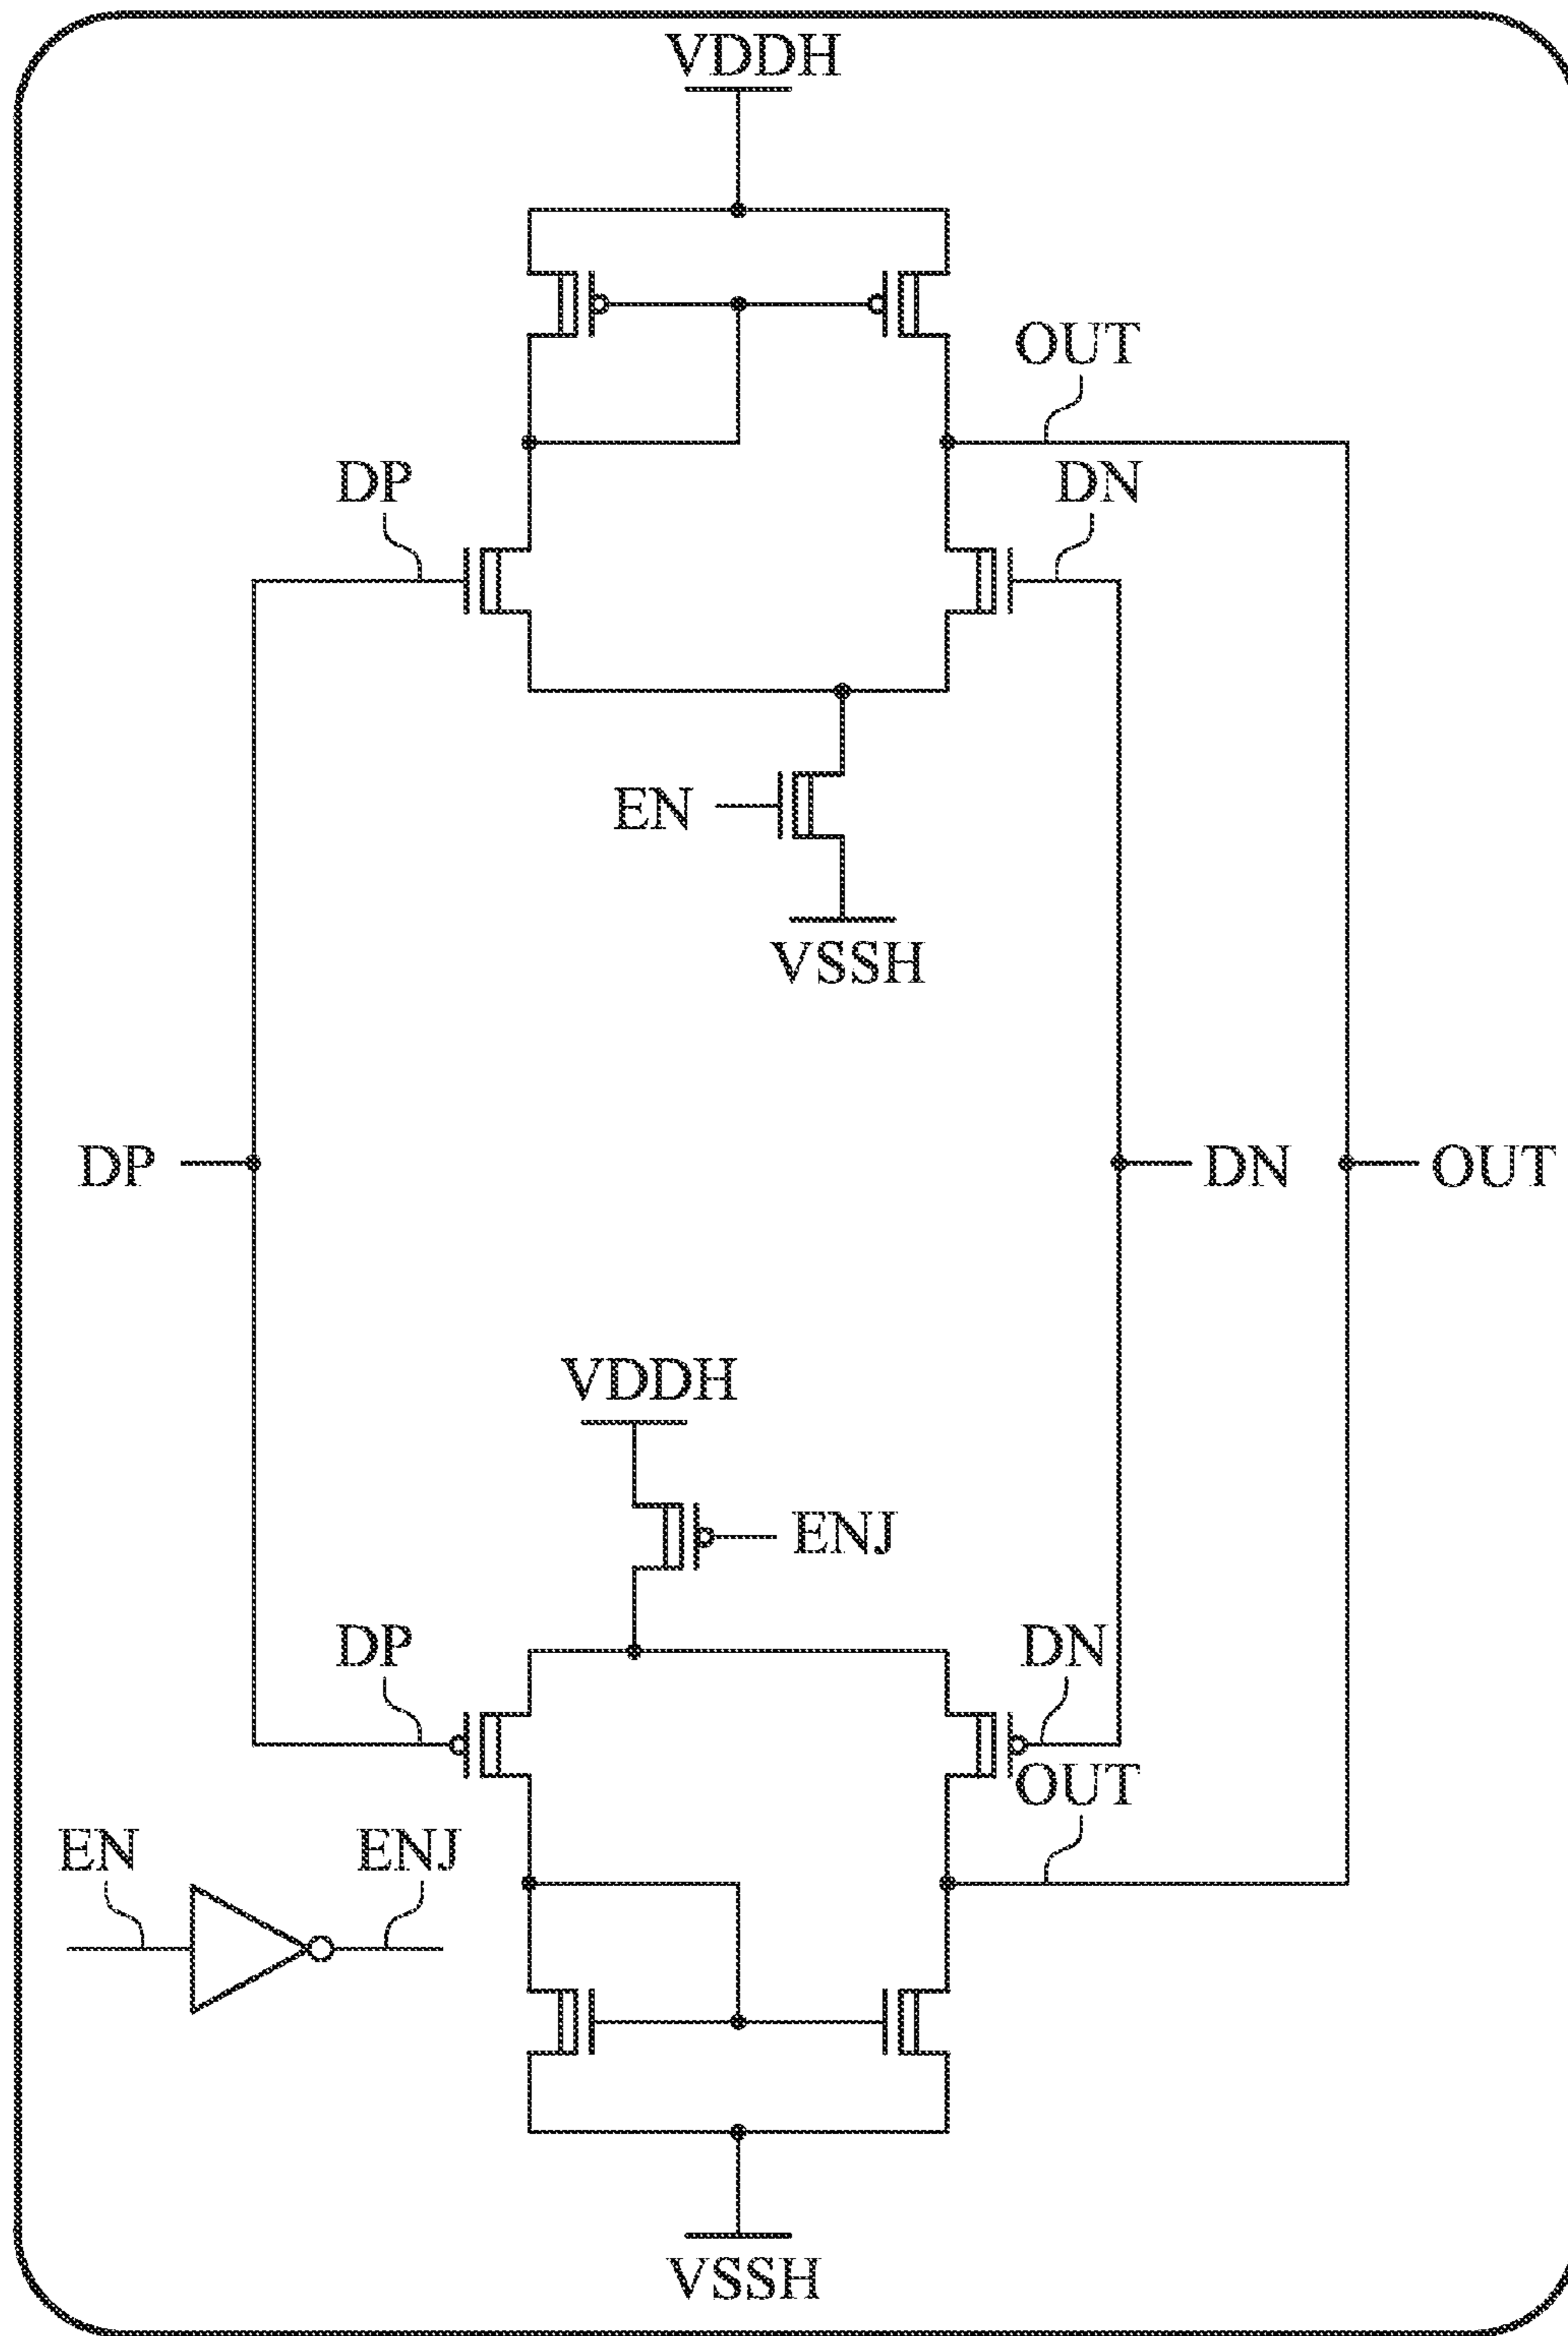 VDDH
OUT
DP
DN
EN
VSSH
DP
DN
OUT
VDDH
ENJ
DP
DN
OUT
EN
ENJ
VSSH